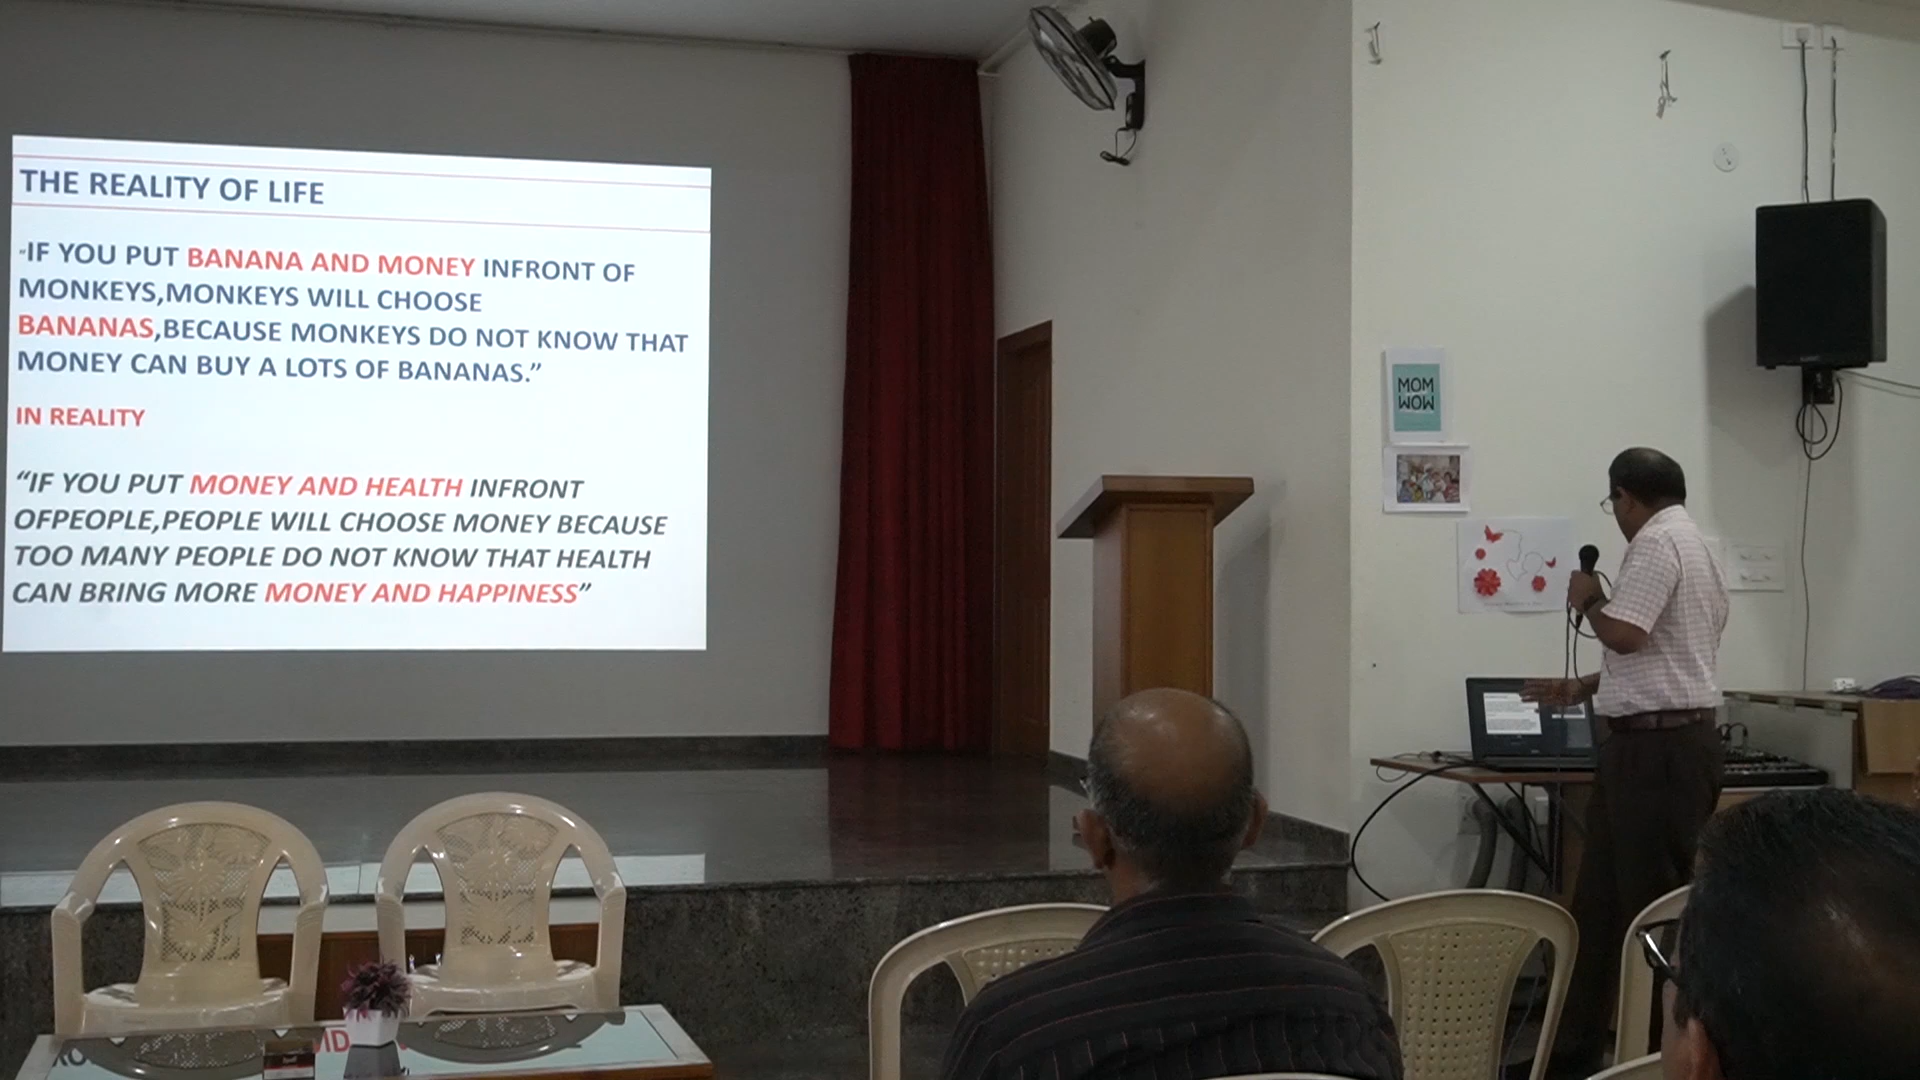 THE REALITY OF LIFE
“IF YOU PUT BANANA AND MONEY INFRONT OF
MONKEYS,MONKEYS WILL CHOOSE
BANANAS,BECAUSE MONKEYS DO NOT KNOW THAT
MONEY CAN BUY A LOTS OF BANANAS.”
IN REALITY
“IF YOU PUT MONEY AND HEALTH INFRONT
OFPEOPLE,PEOPLE WILL CHOOSE MONEY BECAUSE
TOO MANY PEOPLE DO NOT KNOW THAT HEALTH
CAN BRING MORE MONEY AND HAPPINESS”
MOM
WOW